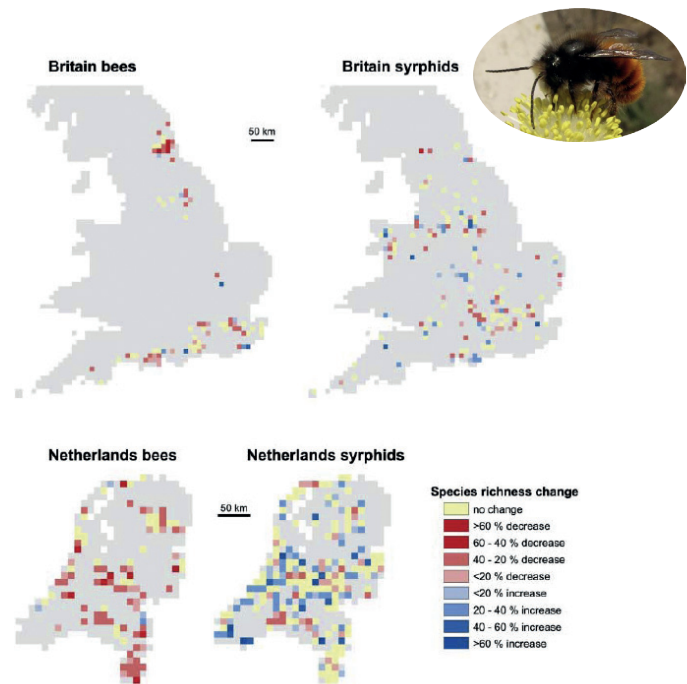 Britain bees
Britain syrphids
50 km
Netherlands bees
Netherlands syrphids
50 km
Species richness change
no change
>60 % decrease
60 - 40 % decrease
40 - 20 % decrease
<20 % decrease
<20 % increase
20 - 40 % increase
40 - 60 % increase
>60 % increase